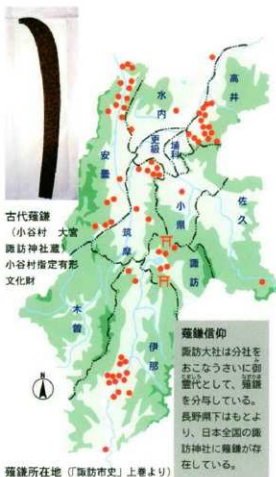 水内
高井
更級
埴科
安曇
小県
佐久
筑摩
諏訪
木曽
伊那
N
古代薙鎌
（小谷村 大宮
諏訪神社蔵）
小谷村指定有形
文化財
薙鎌信仰
諏訪大社は分社を
おこなうさいに御
霊代として、薙鎌
を分与している。
長野県下はもとよ
り、日本全国の諏
訪神社に薙鎌が存
在している。
薙鎌所在地（『諏訪市史』上巻より）